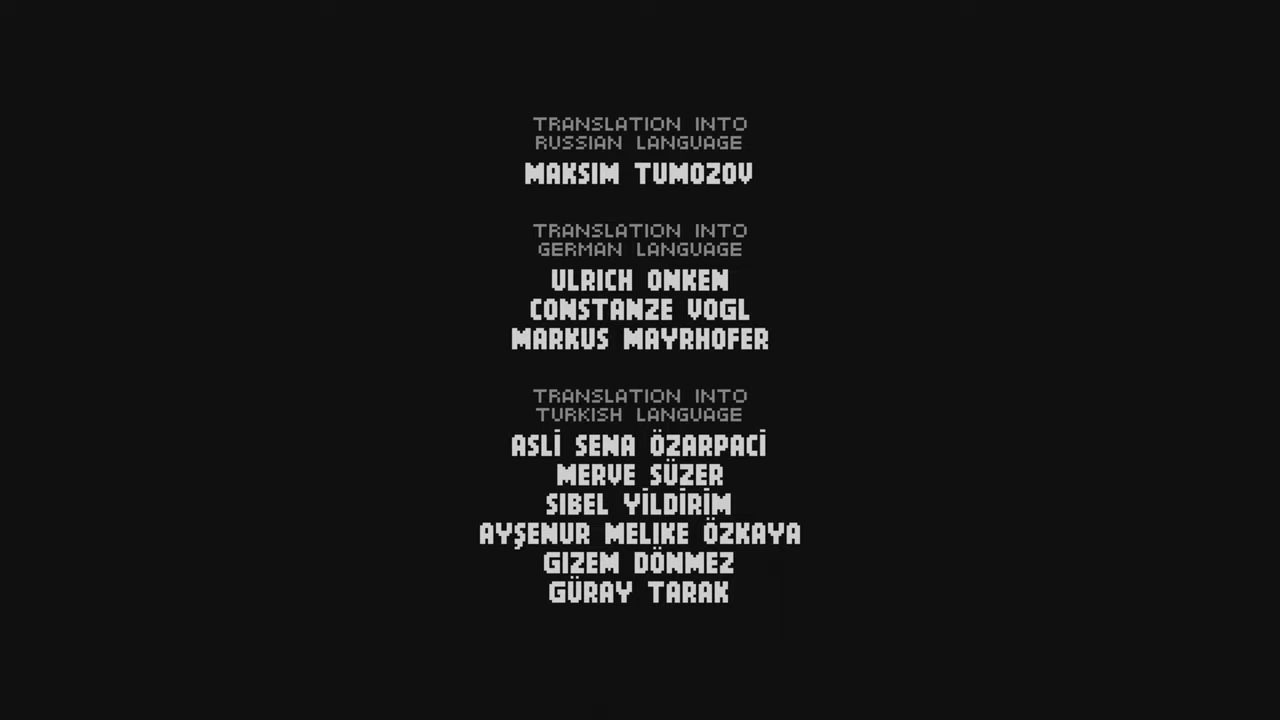 TRANSLATION INTO
RUSSIAN LANGUAGE
MAKSIM TUMOZOV
TRANSLATION INTO
GERMAN LANGUAGE
ULRICH ONKEN
CONSTANZE VOGL
MARKUS MAYRHOFER
TRANSLATION INTO
TURKISH LANGUAGE
ASLİ SENA ÖZARPACİ
MERVE SÜZER
SIBEL YİLDİRİM
AYŞENUR MELIKE ÖZKAYA
GIZEM DÖNMEZ
GÜRAY TARAK